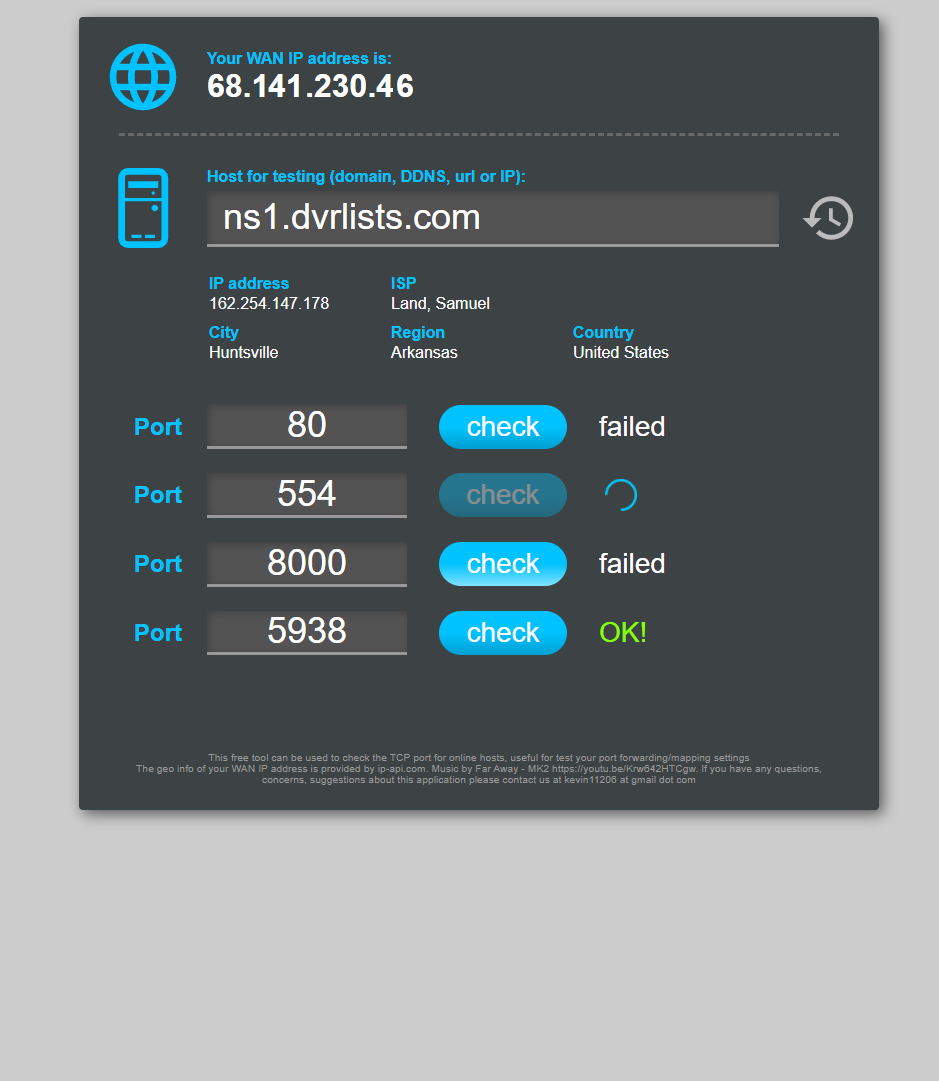 Your WAN IP address is:
68.141.230.46
Host for testing (domain, DDNS, url or IP):
ns1.dvrlists.com
IP address ISP
162.254.147.178 Land, Samuel
City Region Country
Huntsville Arkansas United States
Port 80 check failed
Port 554 check
Port 8000 check failed
Port 5938 check OK!
This free tool can be used to check the TCP port for online hosts, useful for test your port forwarding/mapping settings
The geo info of your WAN IP address is provided by ip-api.com. Music by Far Away - MK2 https://youtu.be/Krw642HTCgw. If you have any questions,
concerns, suggestions about this application please contact us at kevin11206 at gmail dot com